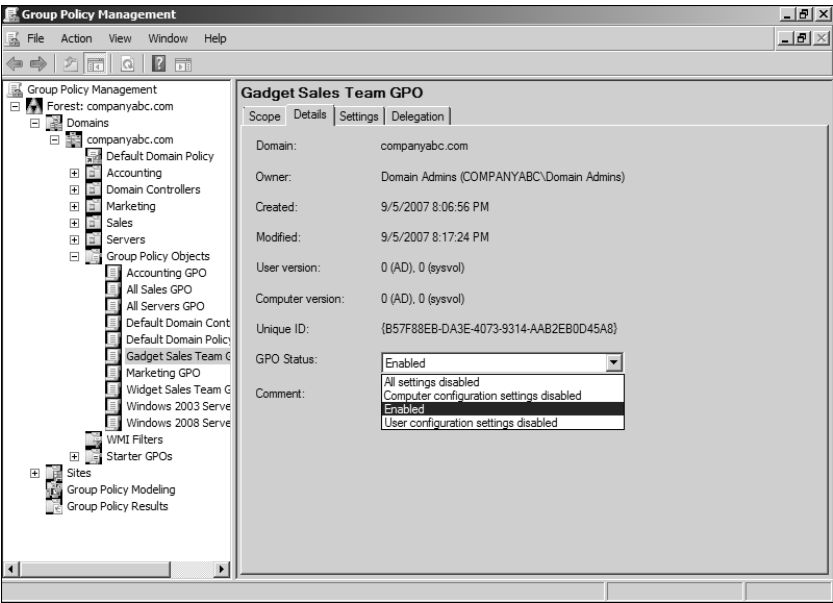 Group Policy Management
File Action View Window Help
Group Policy Management
Forest: companyabc.com
Domains
companyabc.com
Default Domain Policy
Accounting
Domain Controllers
Marketing
Sales
Servers
Group Policy Objects
Accounting GPO
All Sales GPO
All Servers GPO
Default Domain Cont
Default Domain Policy
Gadget Sales Team G
Marketing GPO
Widget Sales Team G
Windows 2003 Serve
Windows 2008 Serve
WMI Filters
Starter GPOs
Sites
Group Policy Modeling
Group Policy Results
Gadget Sales Team GPO
Scope Details Settings Delegation
Domain: companyabc.com
Owner: Domain Admins (COMPANYABC\Domain Admins)
Created: 9/5/2007 8:06:56 PM
Modified: 9/5/2007 8:17:24 PM
User version: 0 (AD), 0 (sysvol)
Computer version: 0 (AD), 0 (sysvol)
Unique ID: {B57F88EB-DA3E-4073-9314-AAB2EB0D45A8}
GPO Status: Enabled
All settings disabled
Comment: Computer configuration settings disabled
Enabled
User configuration settings disabled